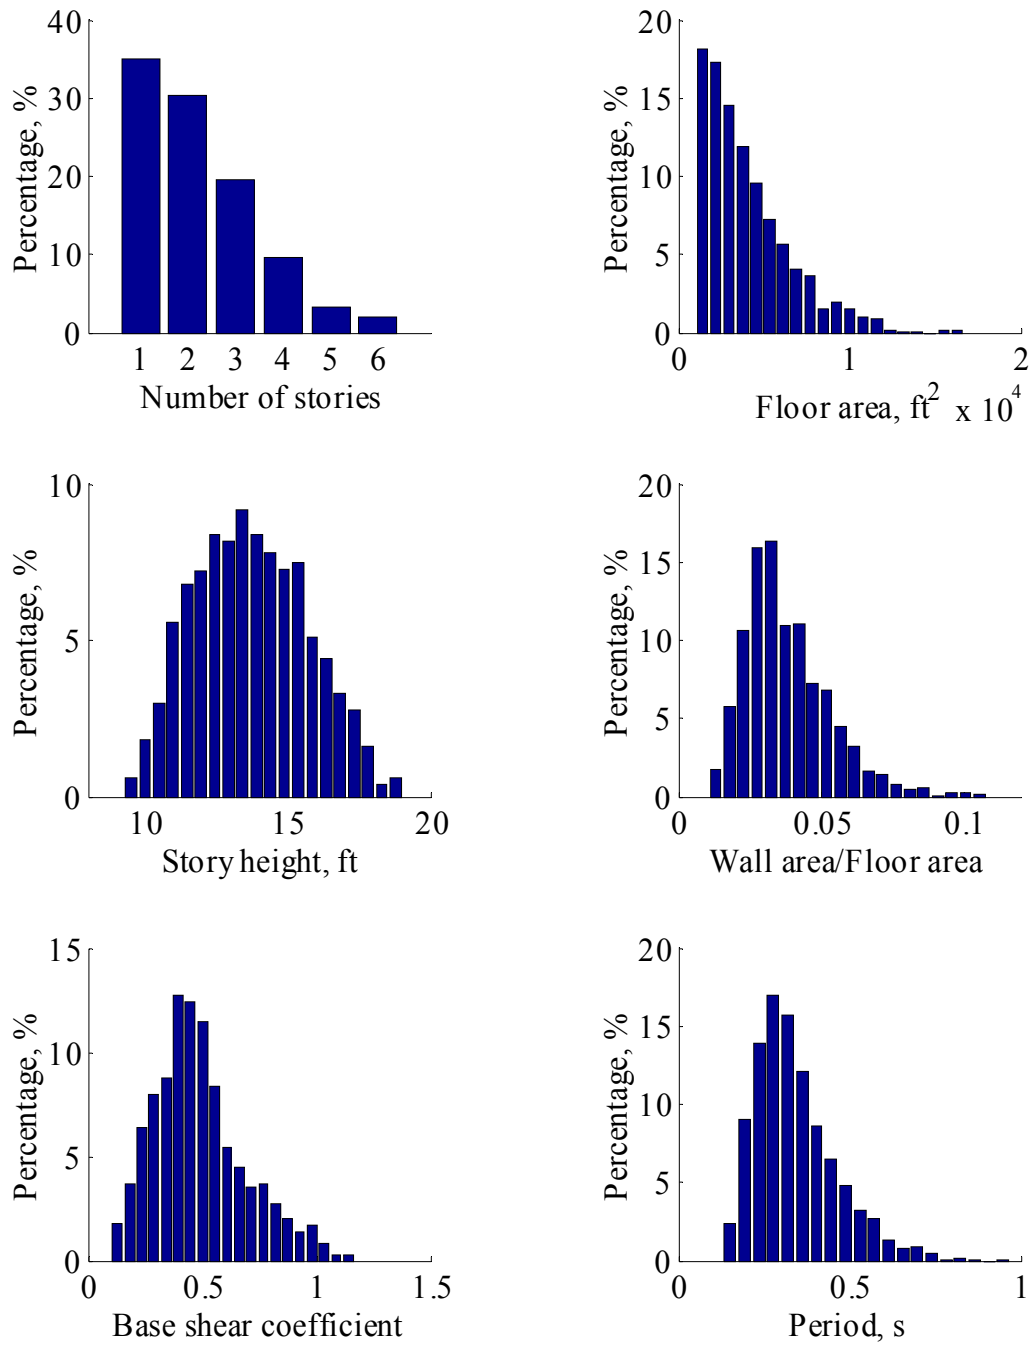 40
30
20
10
0
Percentage, %
1 2 3 4 5 6
Number of stories
20
15
10
5
0
Percentage, %
0 1 2
Floor area, ft2 x 104
10
5
0
Percentage, %
10 15 20
Story height, ft
20
15
10
5
0
Percentage, %
0 0.05 0.1
Wall area/Floor area
15
10
5
0
Percentage, %
0 0.5 1 1.5
Base shear coefficient
20
15
10
5
0
Percentage, %
0 0.5 1
Period, s